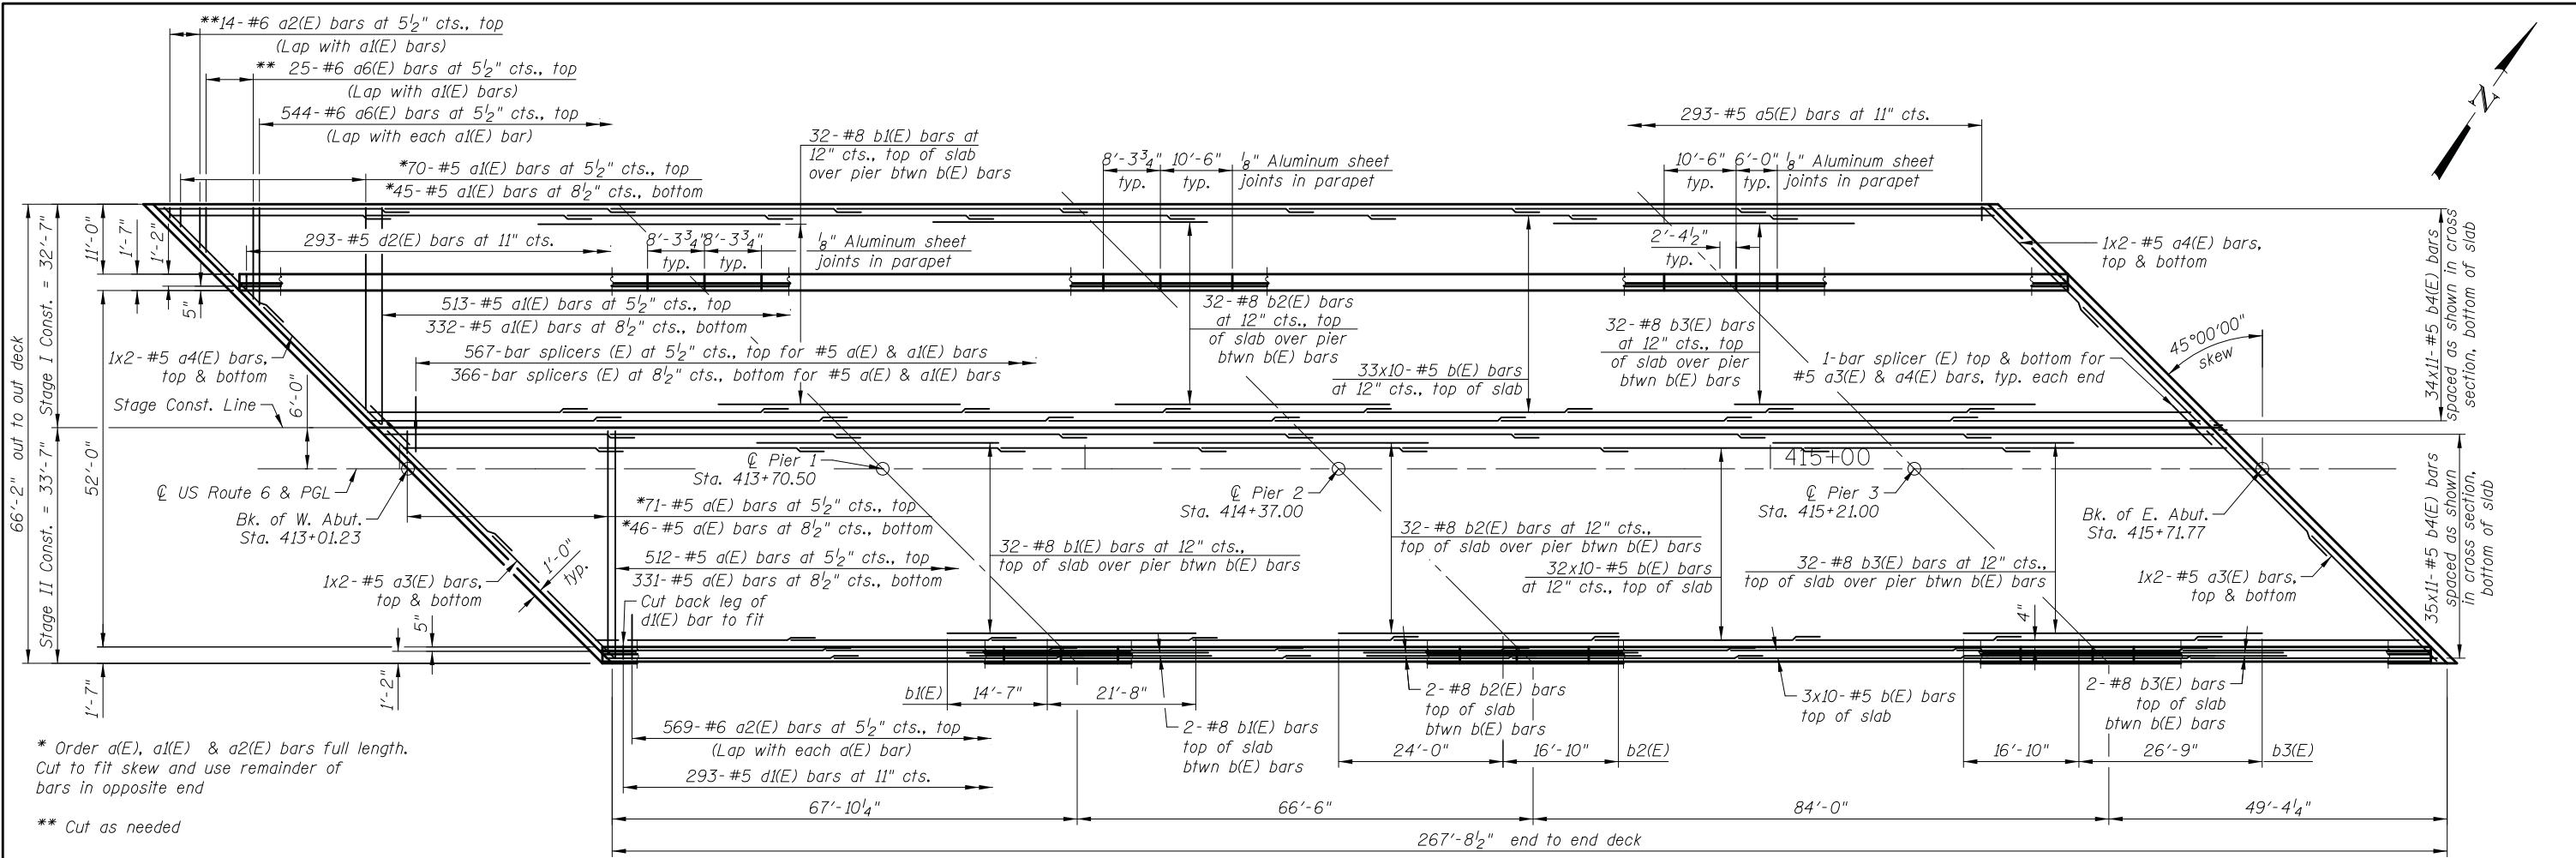 **14-#6 a2(E) bars at 5½" cts., top
(Lap with a1(E) bars)
** 25-#6 a6(E) bars at 5½" cts., top
(Lap with a1(E) bars)
544-#6 a6(E) bars at 5½" cts., top
(Lap with each a1(E) bar)
*70-#5 a1(E) bars at 5½" cts., top
*45-#5 a1(E) bars at 8½" cts., bottom
32-#8 b1(E) bars at
12" cts., top of slab
over pier btwn b(E) bars
8'-3¾"
typ.
10'-6"
typ.
⅛" Aluminum sheet
joints in parapet
293-#5 a5(E) bars at 11" cts.
10'-6"
typ.
6'-0"
typ.
⅛" Aluminum sheet
joints in parapet
N
66'-2" out to out deck
Stage I Const. = 32'-7"
11'-0"
1'-7"
1'-2"
5"
293-#5 d2(E) bars at 11" cts.
8'-3¾"
typ.
8'-3¾"
typ.
⅛" Aluminum sheet
joints in parapet
2'-4½"
typ.
1x2-#5 a4(E) bars,
top & bottom
34x11-#5 b4(E) bars
spaced as shown in cross
section, bottom of slab
513-#5 a1(E) bars at 5½" cts., top
332-#5 a1(E) bars at 8½" cts., bottom
567-bar splicers (E) at 5½" cts., top for #5 a(E) & a1(E) bars
366-bar splicers (E) at 8½" cts., bottom for #5 a(E) & a1(E) bars
32-#8 b2(E) bars
at 12" cts., top
of slab over pier
btwn b(E) bars
33x10-#5 b(E) bars
at 12" cts., top of slab
32-#8 b3(E) bars
at 12" cts., top
of slab over pier
btwn b(E) bars
1-bar splicer (E) top & bottom for
#5 a3(E) & a4(E) bars, typ. each end
45°00'00"
skew
1x2-#5 a4(E) bars,
top & bottom
Stage Const. Line
6'-0"
52'-0"
Stage II Const. = 33'-7"
℄ US Route 6 & PGL
Bk. of W. Abut.
Sta. 413+01.23
℄ Pier 1
Sta. 413+70.50
℄ Pier 2
Sta. 414+37.00
415+00
℄ Pier 3
Sta. 415+21.00
Bk. of E. Abut.
Sta. 415+71.77
35x11-#5 b4(E) bars
spaced as shown
in cross section,
bottom of slab
*71-#5 a(E) bars at 5½" cts., top
*46-#5 a(E) bars at 8½" cts., bottom
512-#5 a(E) bars at 5½" cts., top
331-#5 a(E) bars at 8½" cts., bottom
1x2-#5 a3(E) bars,
top & bottom
1'-0"
typ.
Cut back leg of
d1(E) bar to fit
32-#8 b1(E) bars at 12" cts.,
top of slab over pier btwn b(E) bars
32-#8 b2(E) bars at 12" cts.,
top of slab over pier btwn b(E) bars
32x10-#5 b(E) bars
at 12" cts., top of slab
32-#8 b3(E) bars at 12" cts.,
top of slab over pier btwn b(E) bars
1x2-#5 a3(E) bars,
top & bottom
4"
5"
1'-7"
1'-2"
b1(E)
14'-7"
21'-8"
2-#8 b1(E) bars
top of slab
btwn b(E) bars
2-#8 b2(E) bars
top of slab
btwn b(E) bars
3x10-#5 b(E) bars
top of slab
2-#8 b3(E) bars
top of slab
btwn b(E) bars
569-#6 a2(E) bars at 5½" cts., top
(Lap with each a(E) bar)
293-#5 d1(E) bars at 11" cts.
24'-0"
16'-10"
b2(E)
16'-10"
26'-9"
b3(E)
67'-10¼"
66'-6"
84'-0"
49'-4¼"
267'-8½" end to end deck
* Order a(E), a1(E) & a2(E) bars full length.
Cut to fit skew and use remainder of
bars in opposite end
** Cut as needed